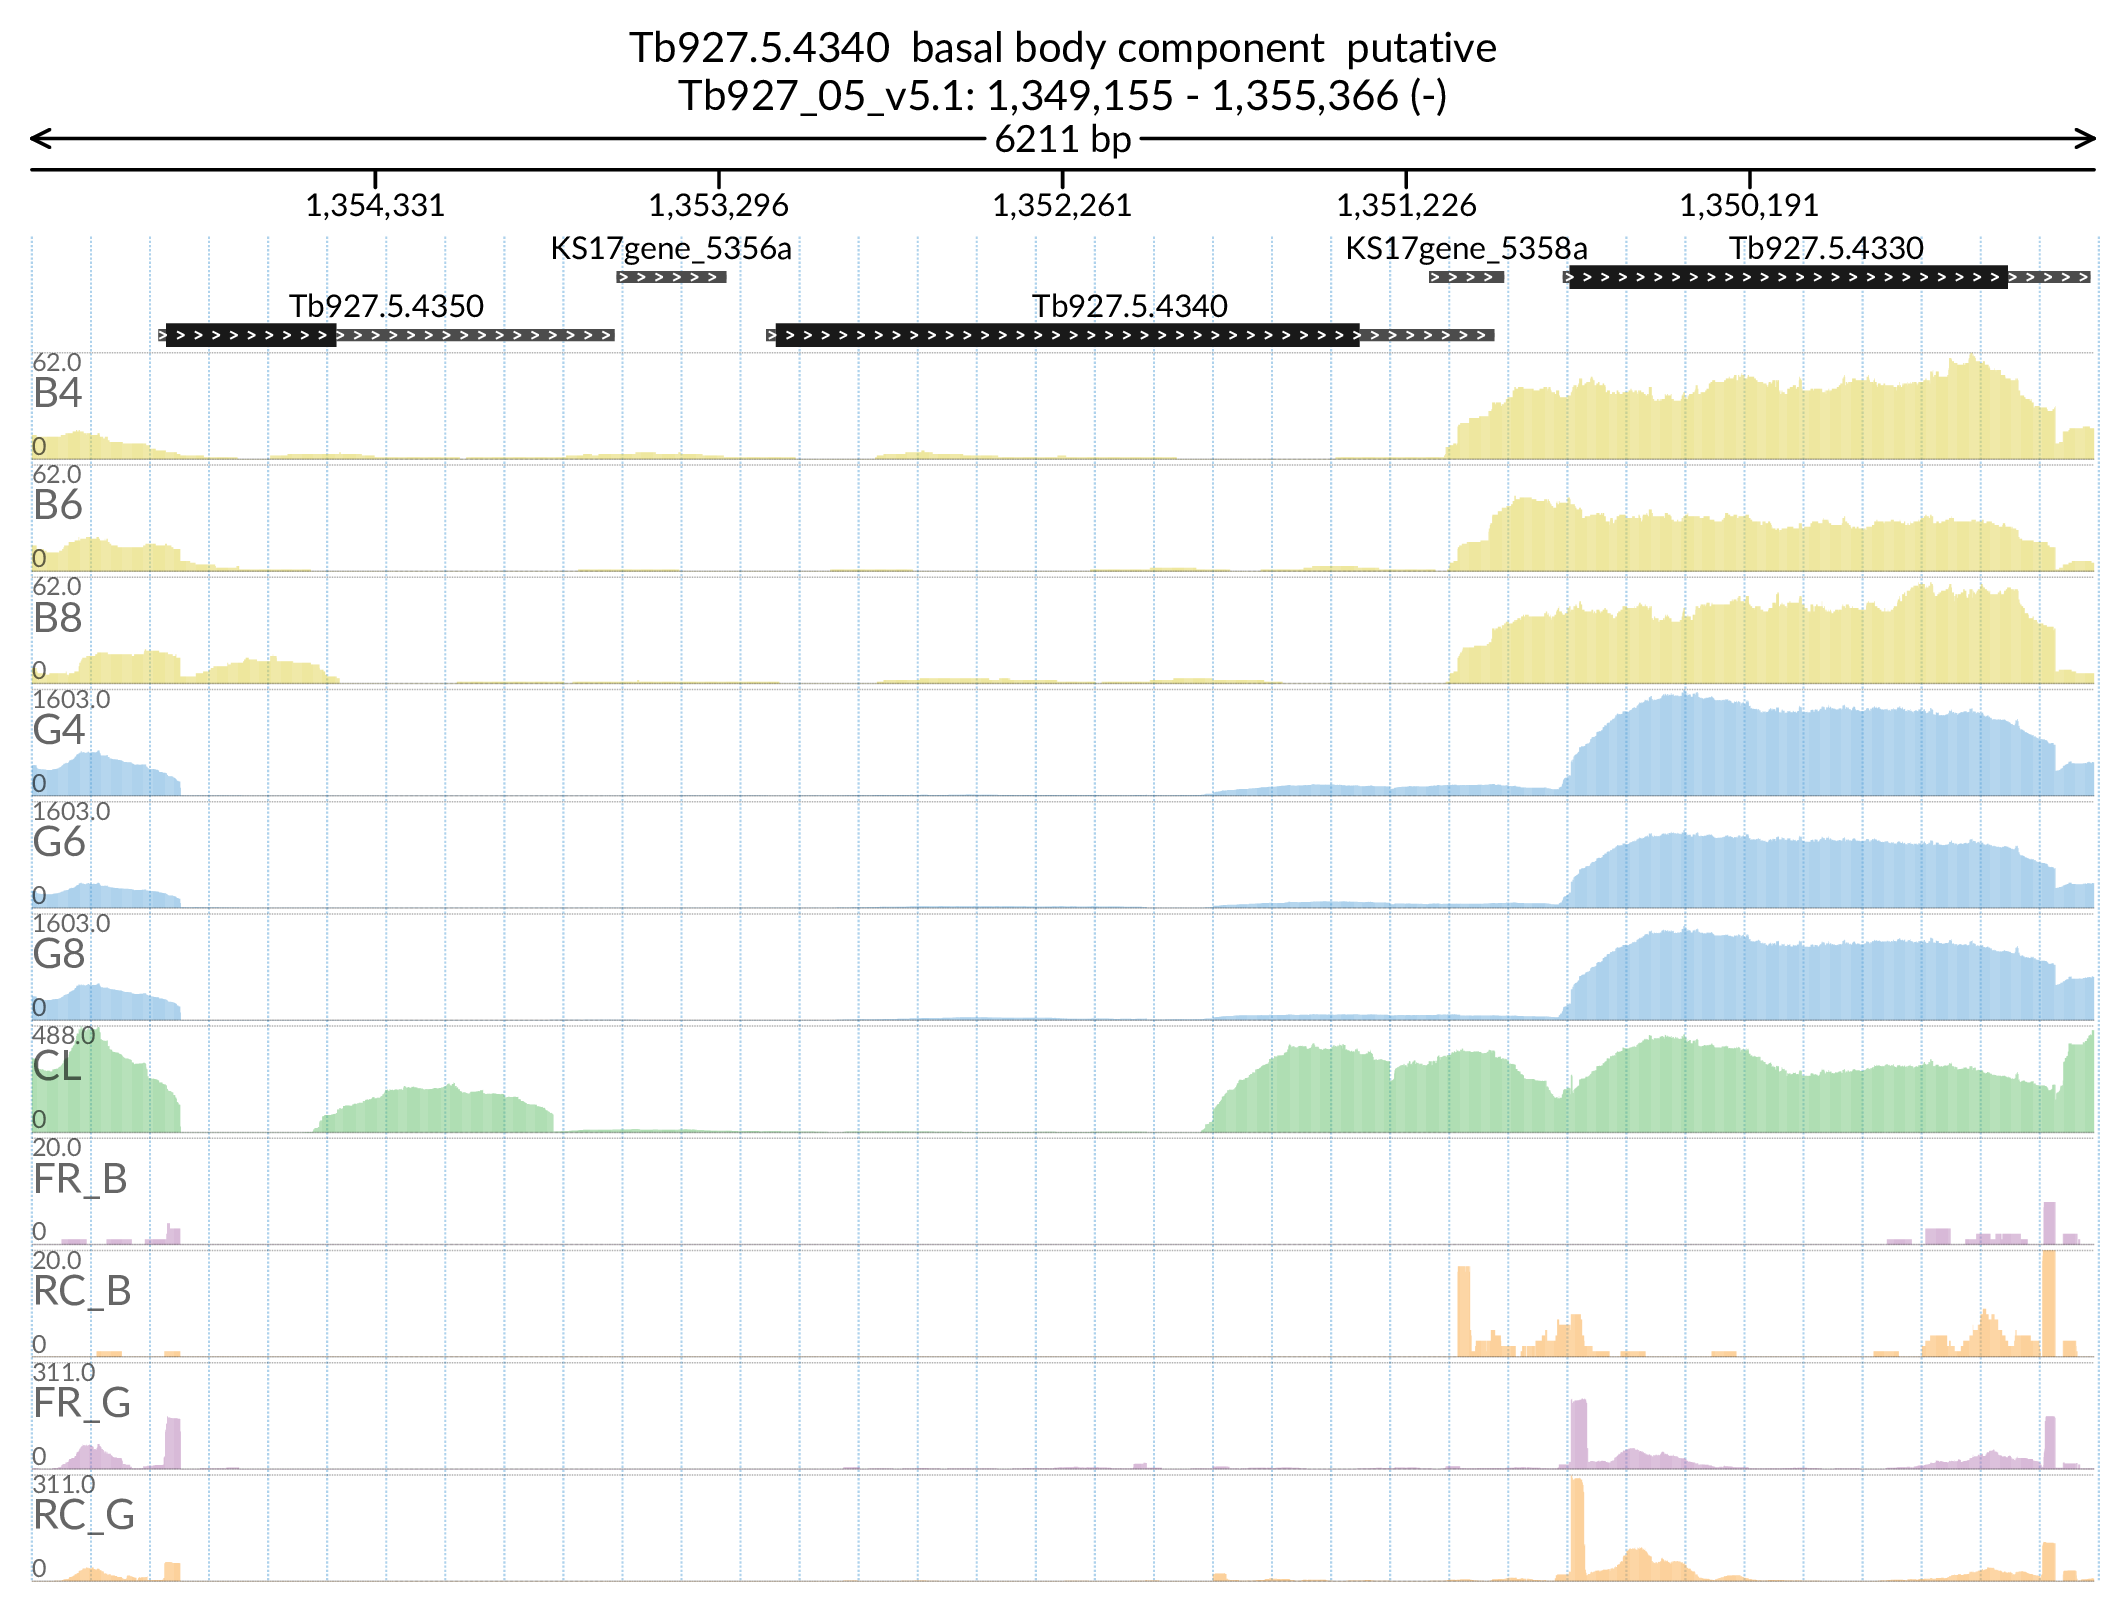 Tb927.5.4340  basal body component  putative
Tb927_05_v5.1: 1,349,155 - 1,355,366 (-)
6211 bp
1,354,331 1,353,296 1,352,261 1,351,226 1,350,191
KS17gene_5356a KS17gene_5358a Tb927.5.4330
Tb927.5.4350 Tb927.5.4340
62.0
B4
0
62.0
B6
0
62.0
B8
0
1603.0
G4
0
1603.0
G6
0
1603.0
G8
0
488.0
CL
0
20.0
FR_B
0
20.0
RC_B
0
311.0
FR_G
0
311.0
RC_G
0